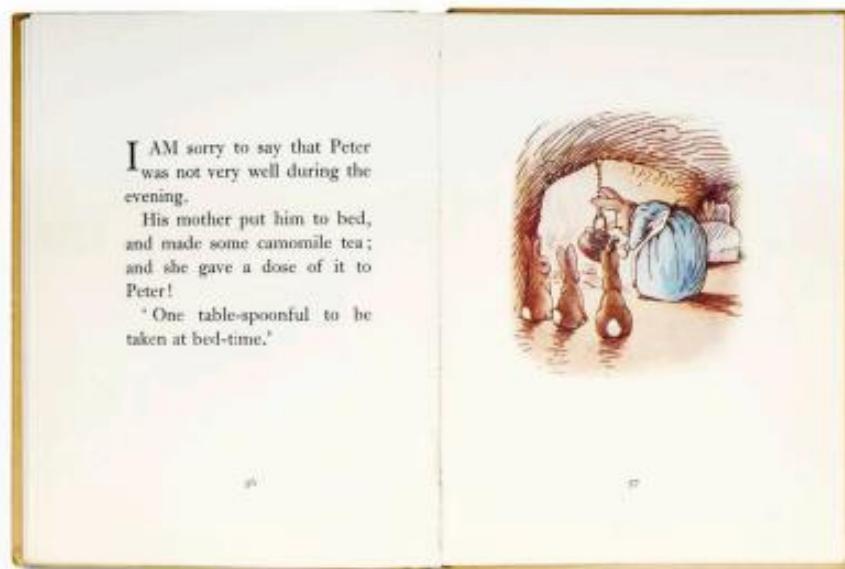 I AM sorry to say that Peter
was not very well during the
evening.
His mother put him to bed,
and made some camomile tea;
and she gave a dose of it to
Peter!
‘One table-spoonful to be
taken at bed-time.’
56
57